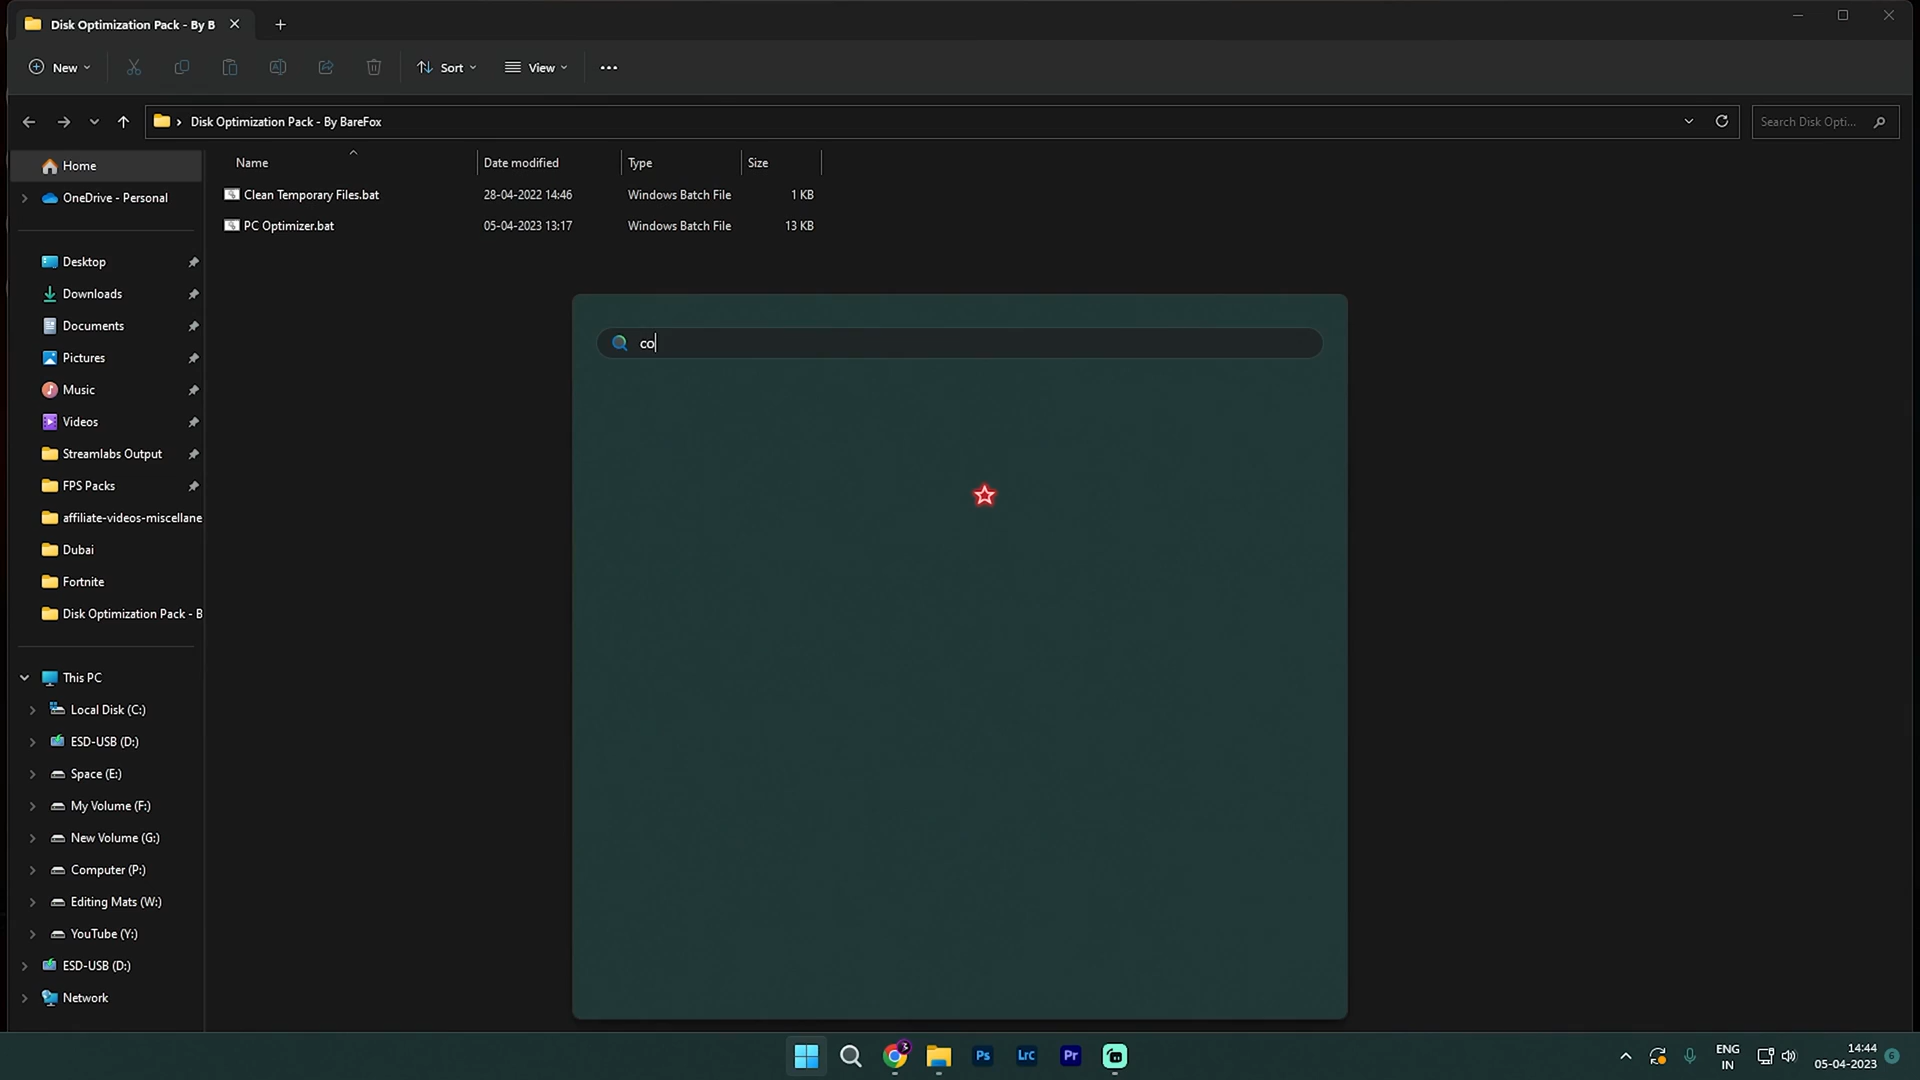 Disk Optimization Pack - By B
New
Sort
View
Disk Optimization Pack - By BareFox
Search Disk Opti...
Name
Date modified
Type
Size
Clean Temporary Files.bat
28-04-2022 14:46
Windows Batch File
1 KB
PC Optimizer.bat
05-04-2023 13:17
Windows Batch File
13 KB
Home
OneDrive - Personal
Desktop
Downloads
Documents
Pictures
Music
Videos
Streamlabs Output
FPS Packs
affiliate-videos-miscellane
Dubai
Fortnite
Disk Optimization Pack - B
This PC
Local Disk (C:)
ESD-USB (D:)
Space (E:)
My Volume (F:)
New Volume (G:)
Computer (P:)
Editing Mats (W:)
YouTube (Y:)
ESD-USB (D:)
Network
co
3
Ps
Lrc
Pr
ENG
IN
14:44
05-04-2023
6